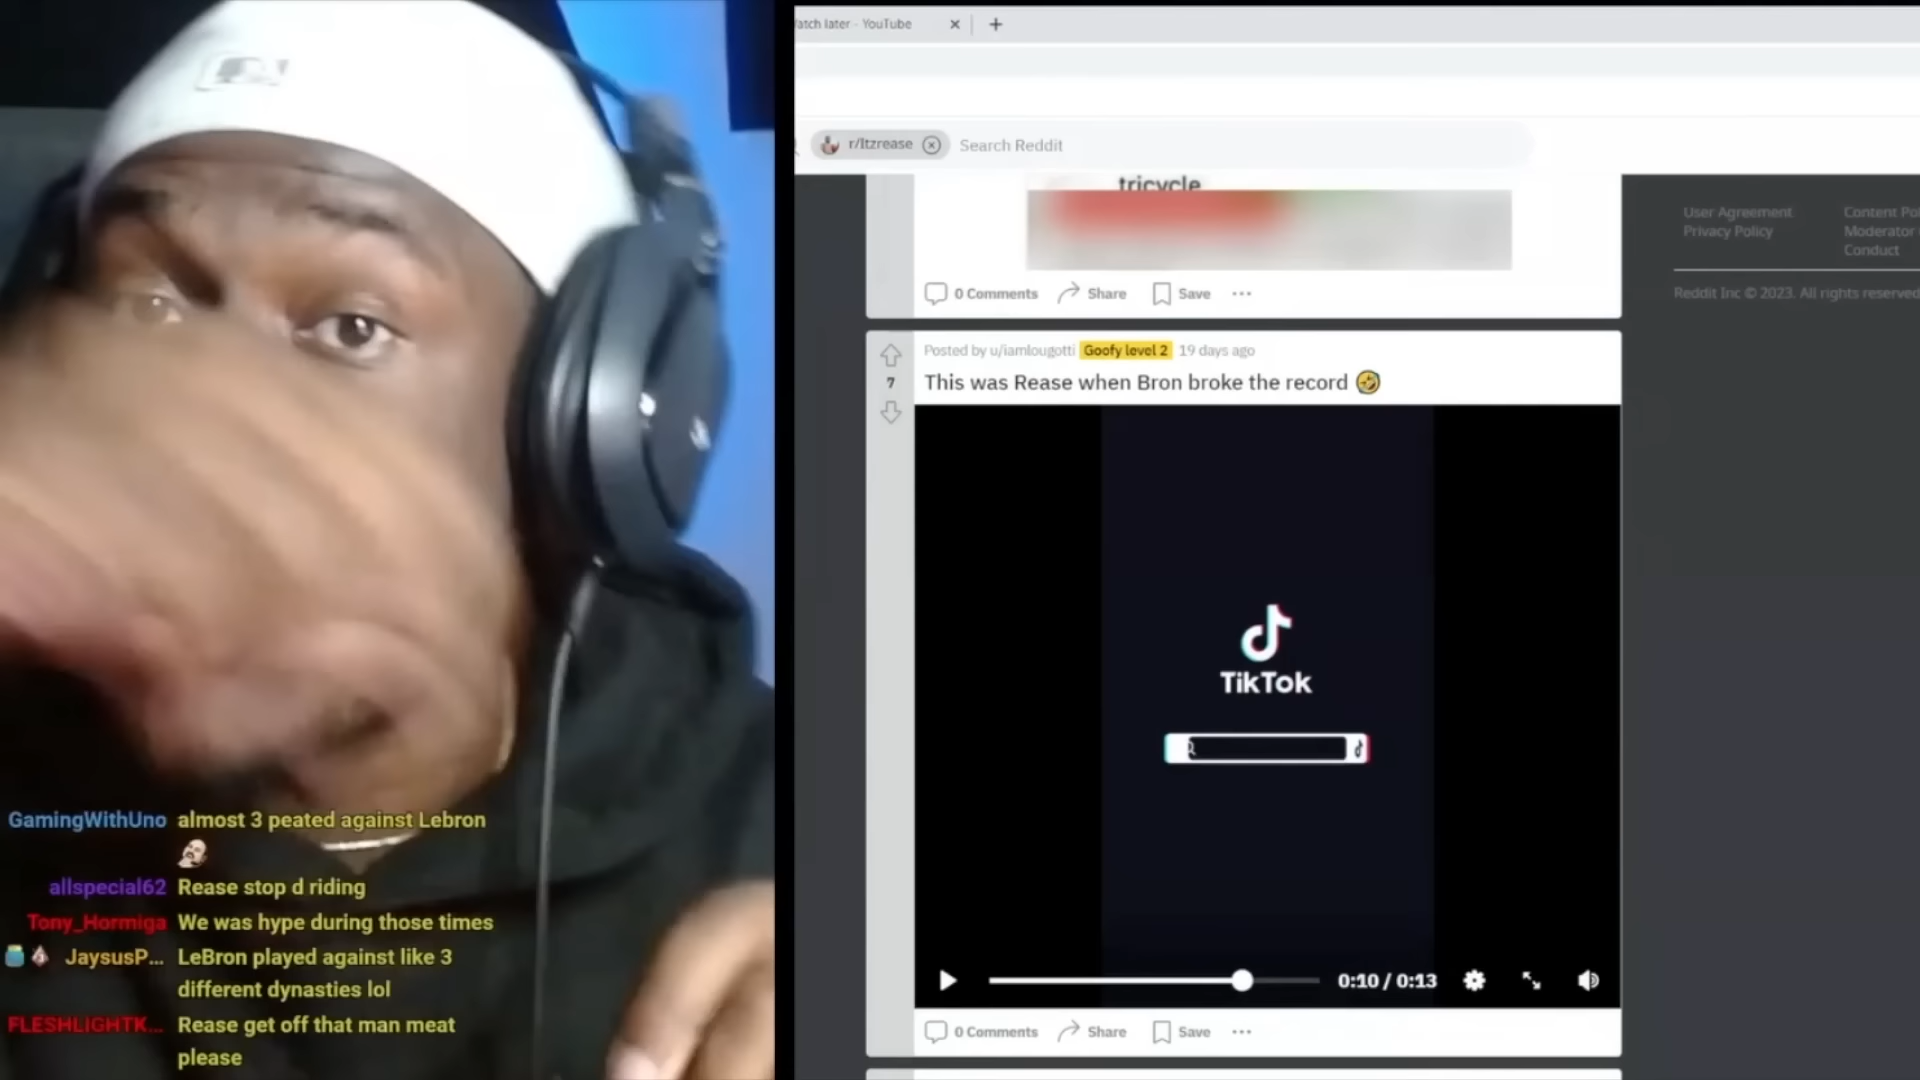 atch later - YouTube
r/Itzrease
Search Reddit
tricycle
0 Comments
Share
Save
User Agreement
Privacy Policy
Content
Moderator
Conduct
Reddit Inc © 2023. All rights reserved
Posted by u/iamlougotti
Goofy level 2
19 days ago
7
This was Rease when Bron broke the record 🤣
TikTok
0:10 / 0:13
0 Comments
Share
Save
GamingWithUno almost 3 peated against Lebron
allspecial62 Rease stop d riding
Tony_Hormiga We was hype during those times
JaysusP... LeBron played against like 3
different dynasties lol
FLESHLIGHTK... Rease get off that man meat
please